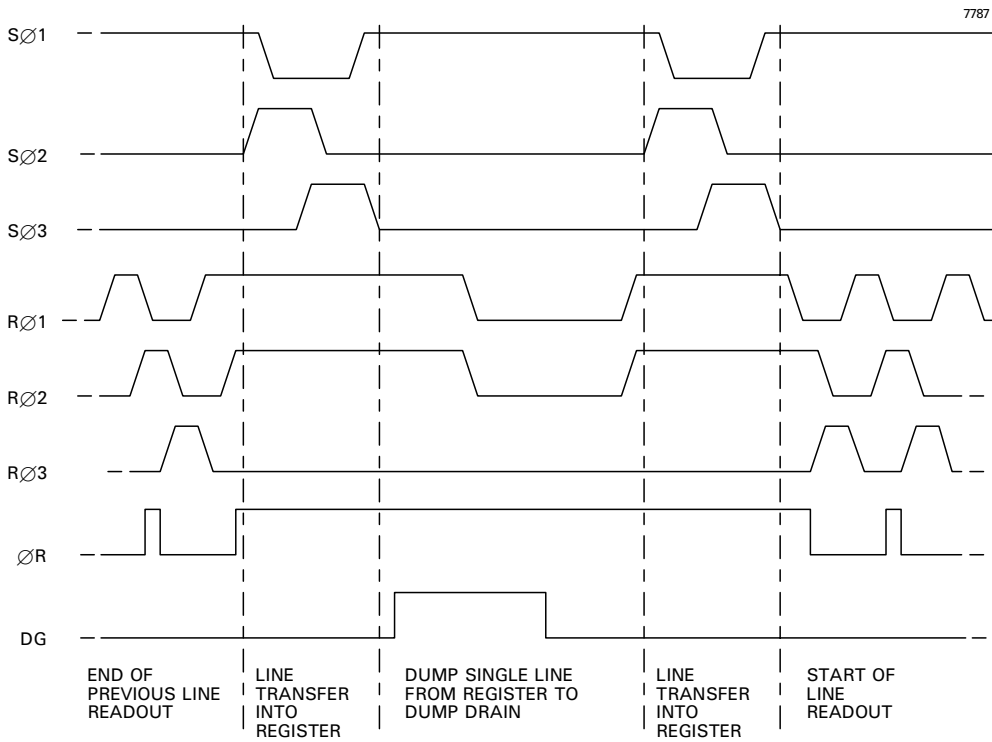 7787
SØ1
SØ2
SØ3
RØ1
RØ2
RØ3
ØR
DG
END OF
PREVIOUS LINE
READOUT
LINE
TRANSFER
INTO
REGISTER
DUMP SINGLE LINE
FROM REGISTER TO
DUMP DRAIN
LINE
TRANSFER
INTO
REGISTER
START OF
LINE
READOUT